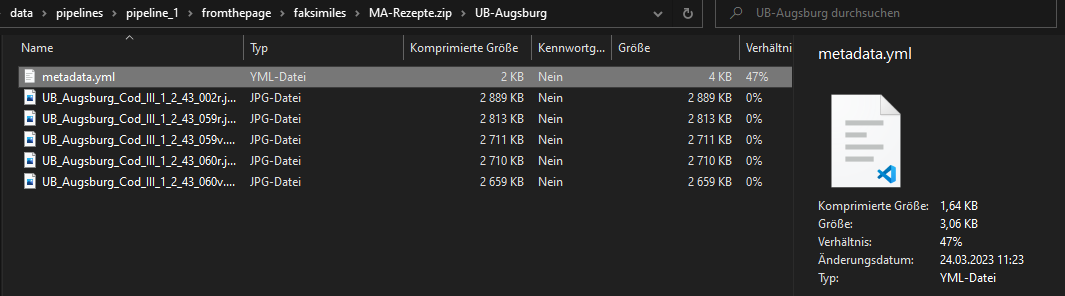 data > pipelines > pipeline_1 > fromthepage > faksimiles > MA-Rezepte.zip > UB-Augsburg
UB-Augsburg durchsuchen
Name Typ Komprimierte Größe Kennwortg... Größe Verhältnis
metadata.yml YML-Datei 2 KB Nein 4 KB 47%
UB_Augsburg_Cod_III_1_2_43_002r.j... JPG-Datei 2 889 KB Nein 2 889 KB 0%
UB_Augsburg_Cod_III_1_2_43_059r.j... JPG-Datei 2 813 KB Nein 2 813 KB 0%
UB_Augsburg_Cod_III_1_2_43_059v.... JPG-Datei 2 711 KB Nein 2 711 KB 0%
UB_Augsburg_Cod_III_1_2_43_060r.j... JPG-Datei 2 710 KB Nein 2 710 KB 0%
UB_Augsburg_Cod_III_1_2_43_060v.... JPG-Datei 2 659 KB Nein 2 659 KB 0%
metadata.yml
Komprimierte Größe: 1,64 KB
Größe: 3,06 KB
Verhältnis: 47%
Änderungsdatum: 24.03.2023 11:23
Typ: YML-Datei